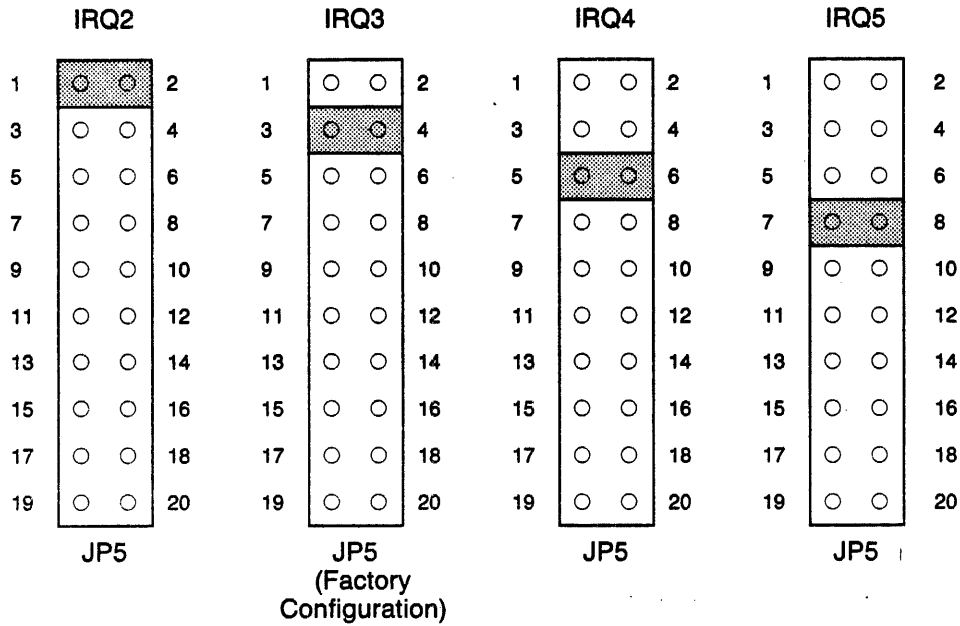 IRQ2 IRQ3 IRQ4 IRQ5
1 2 1 2 1 2 1 2
3 4 3 4 3 4 3 4
5 6 5 6 5 6 5 6
7 8 7 8 7 8 7 8
9 10 9 10 9 10 9 10
11 12 11 12 11 12 11 12
13 14 13 14 13 14 13 14
15 16 15 16 15 16 15 16
17 18 17 18 17 18 17 18
19 20 19 20 19 20 19 20
JP5 JP5 JP5 JP5
(Factory
Configuration)